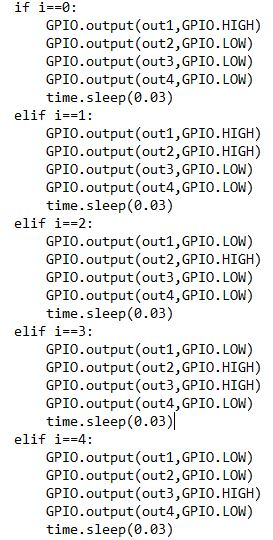 if i==0:
    GPIO.output(out1,GPIO.HIGH)
    GPIO.output(out2,GPIO.LOW)
    GPIO.output(out3,GPIO.LOW)
    GPIO.output(out4,GPIO.LOW)
    time.sleep(0.03)
elif i==1:
    GPIO.output(out1,GPIO.HIGH)
    GPIO.output(out2,GPIO.HIGH)
    GPIO.output(out3,GPIO.LOW)
    GPIO.output(out4,GPIO.LOW)
    time.sleep(0.03)
elif i==2:
    GPIO.output(out1,GPIO.LOW)
    GPIO.output(out2,GPIO.HIGH)
    GPIO.output(out3,GPIO.LOW)
    GPIO.output(out4,GPIO.LOW)
    time.sleep(0.03)
elif i==3:
    GPIO.output(out1,GPIO.LOW)
    GPIO.output(out2,GPIO.HIGH)
    GPIO.output(out3,GPIO.HIGH)
    GPIO.output(out4,GPIO.LOW)
    time.sleep(0.03)
elif i==4:
    GPIO.output(out1,GPIO.LOW)
    GPIO.output(out2,GPIO.LOW)
    GPIO.output(out3,GPIO.HIGH)
    GPIO.output(out4,GPIO.LOW)
    time.sleep(0.03)